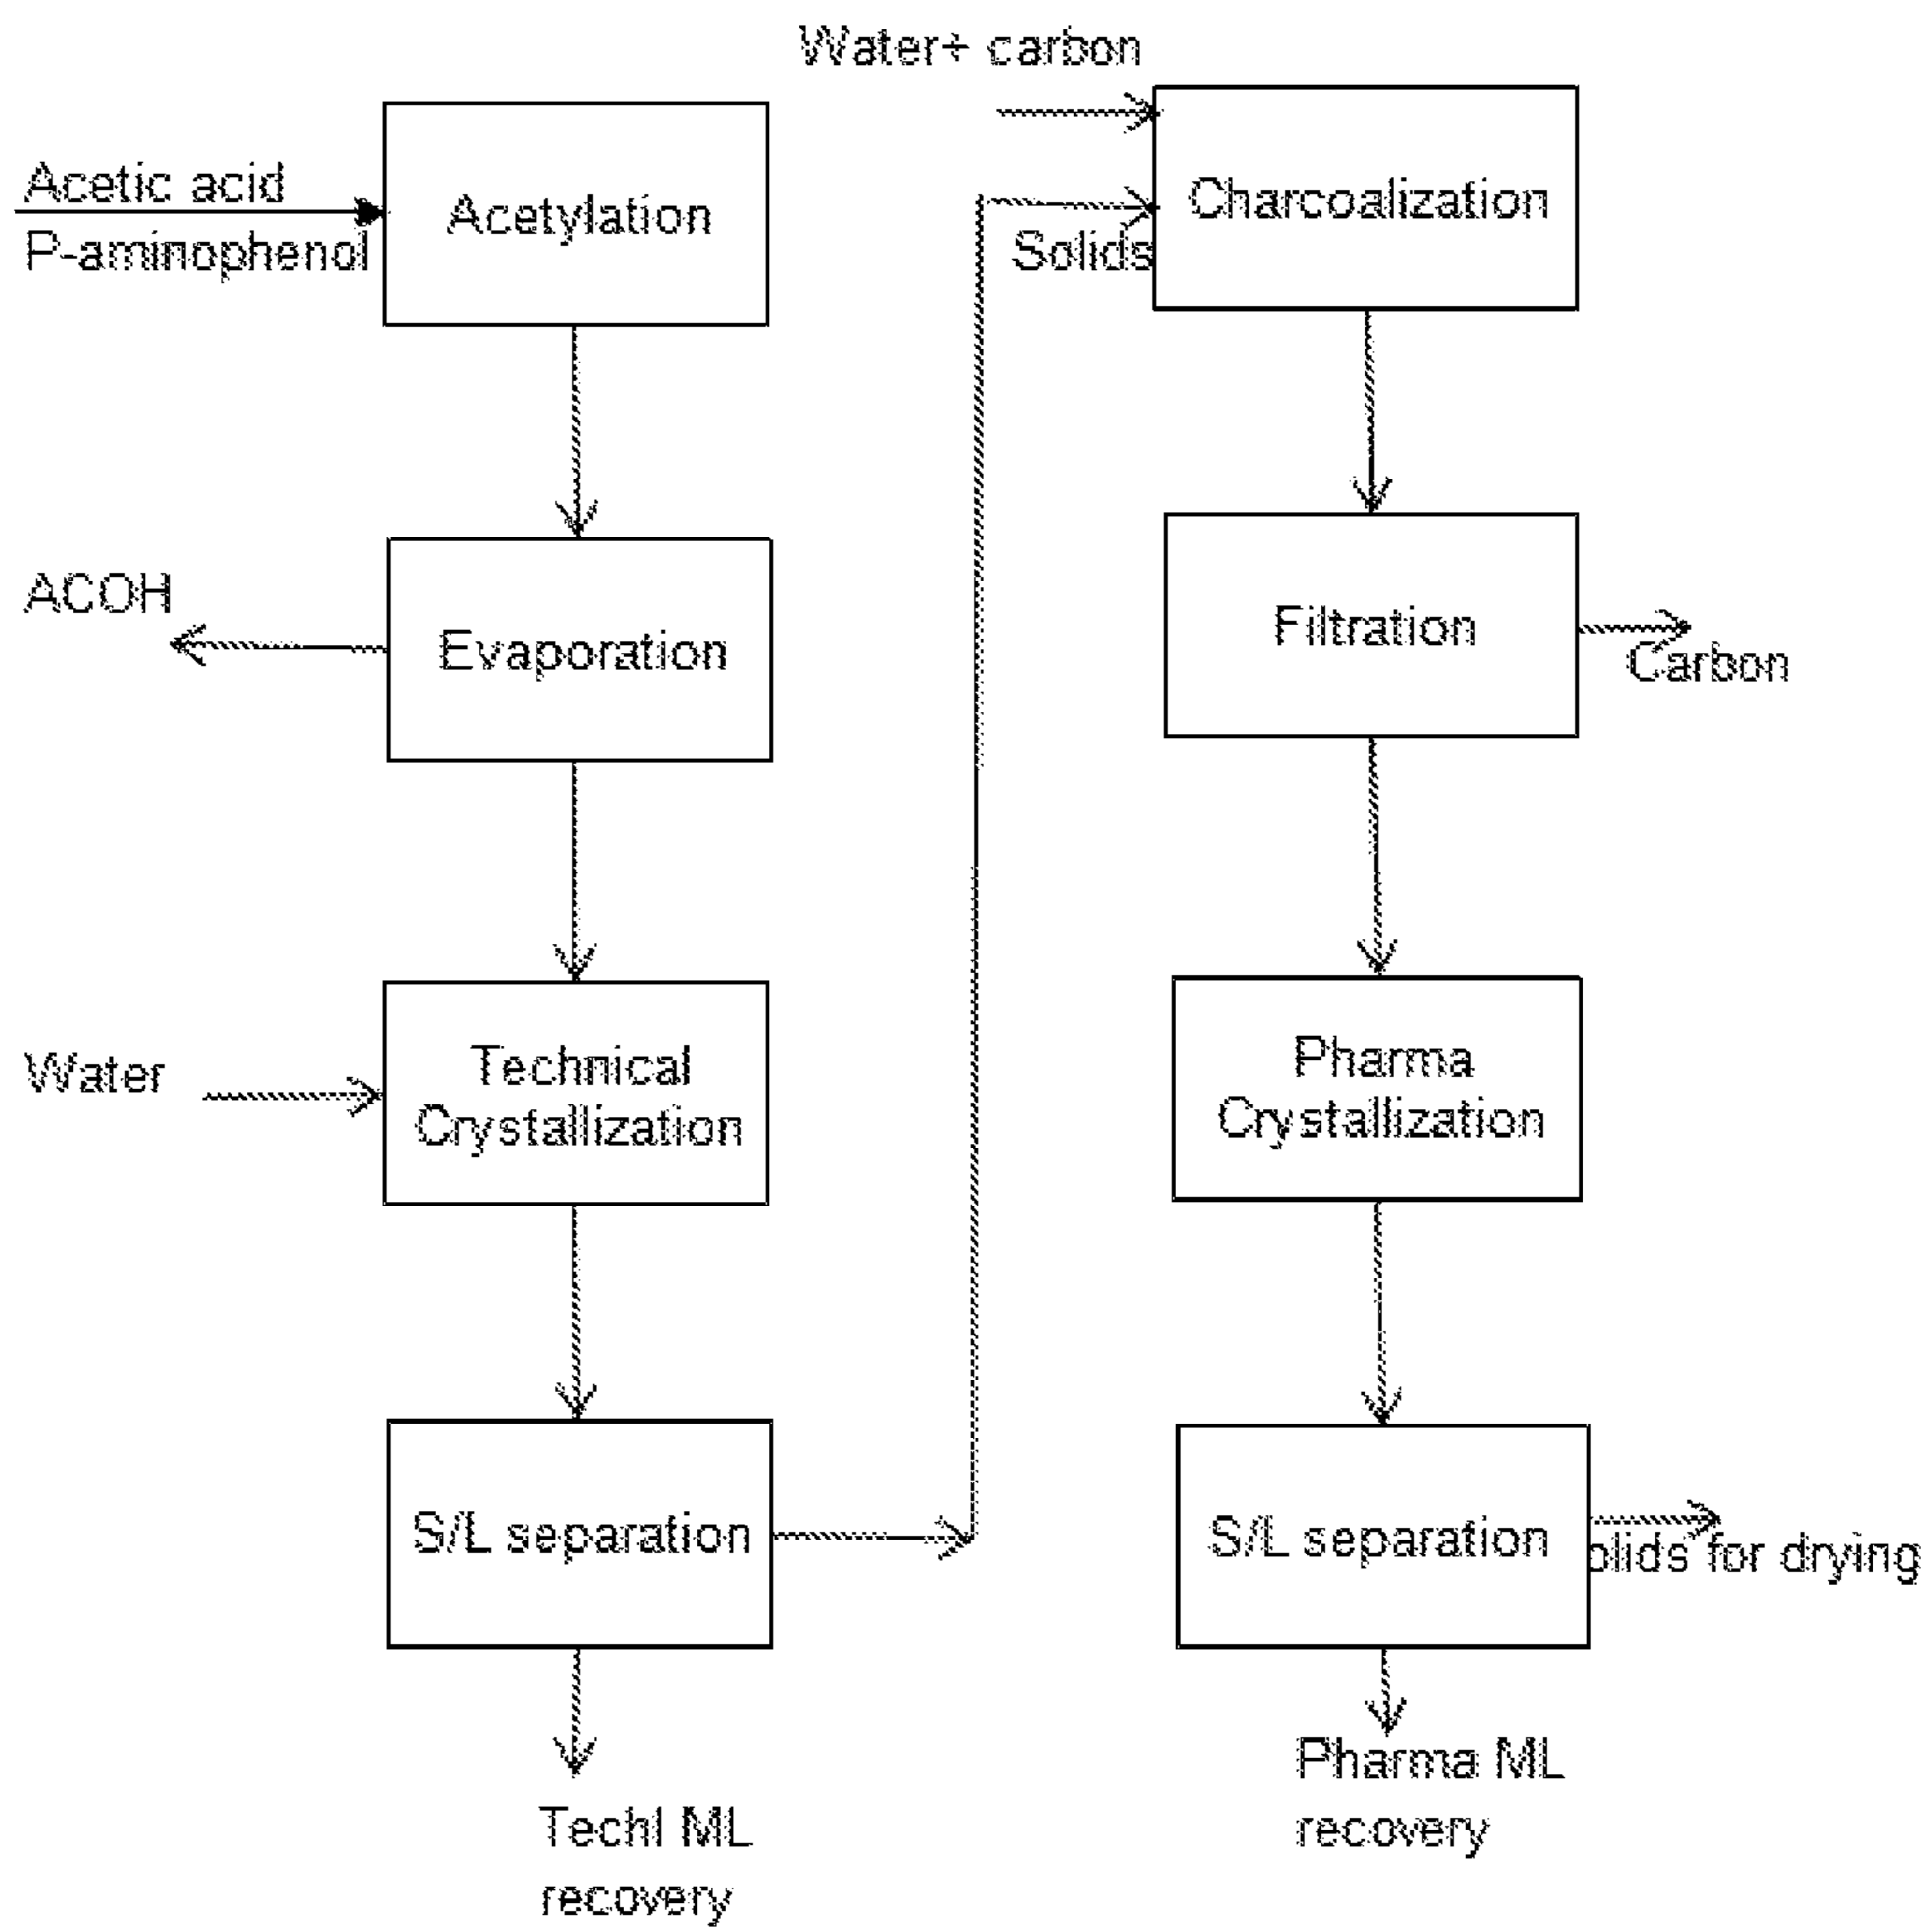 Water+ carbon
Acetic acid
P-aminophenol
Acetylation
Charcoalization
Solids
ACOH
Evaporation
Filtration
Carbon
Water
Technical
Crystallization
Pharma
Crystallization
S/L separation
S/L separation
olids for drying
Techl ML
recovery
Pharma ML
recovery